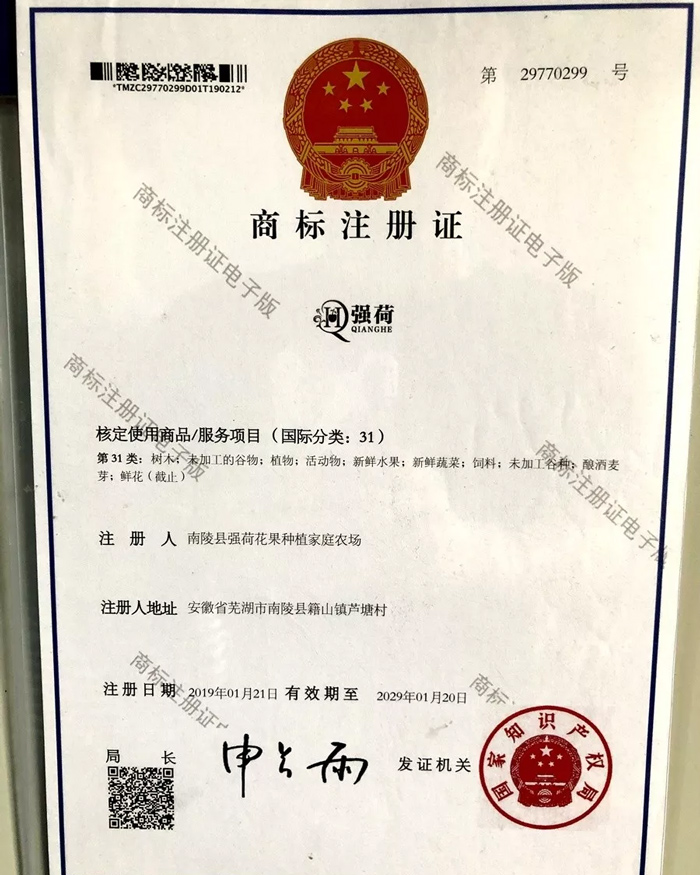 *TMZC29770299D01T190212*
第 29770299 号
商标注册证
商标注册证电子版
商标注册证电子版
QH强荷
QIANGHE
商标注册证电子版
核定使用商品/服务项目（国际分类：31）
第31类：树木；未加工的谷物；植物；活动物；新鲜水果；新鲜蔬菜；饲料；未加工谷种；酿酒麦
芽；鲜花（截止）
商标注册证电子版
注册人 南陵县强荷花果种植家庭农场
注册人地址 安徽省芜湖市南陵县籍山镇芦塘村
商标注册证电子版
商标
注册日期 2019年01月21日 有效期至 2029年01月20日
局长 申长雨 发证机关
国家知识产权局